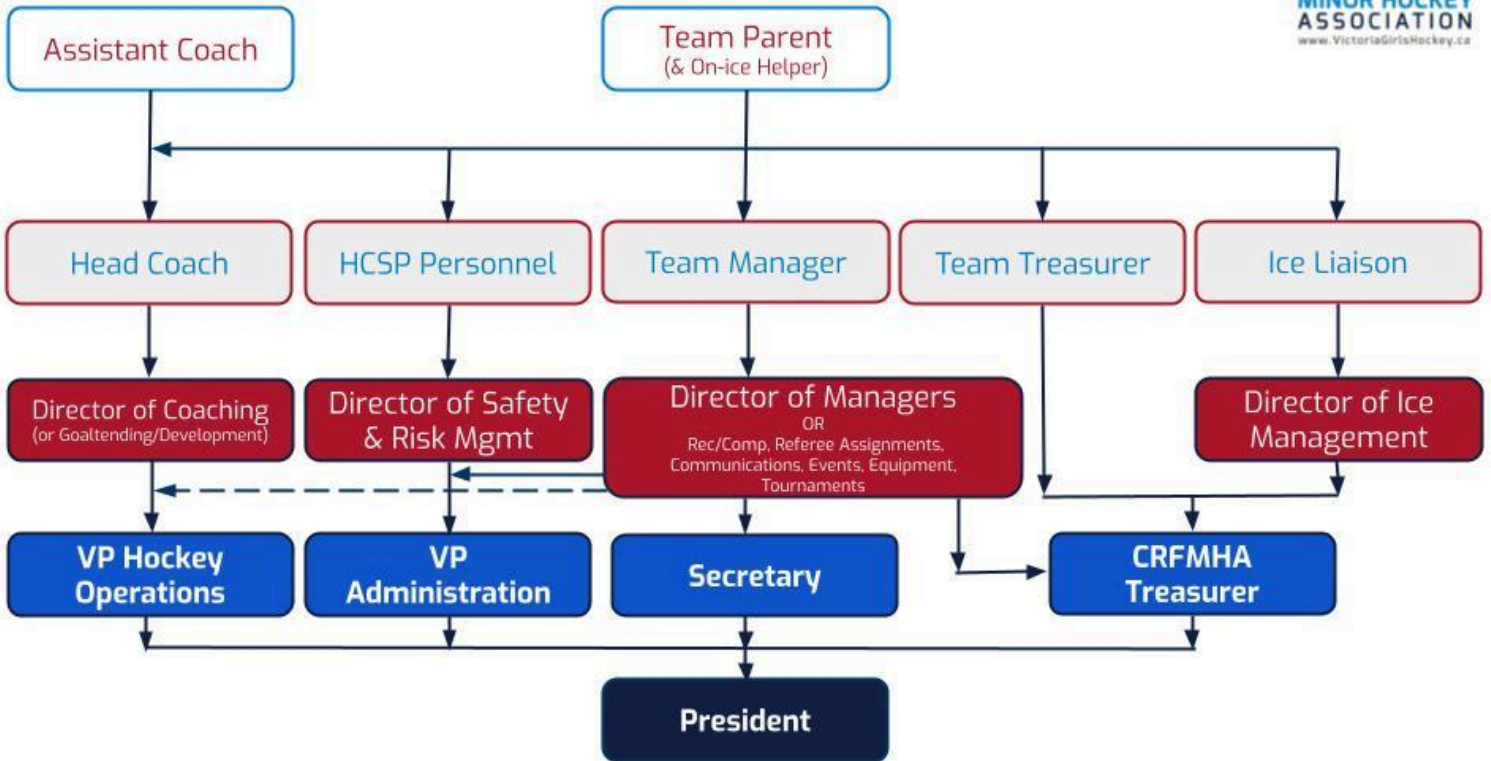 MINOR HOCKEY
ASSOCIATION
www.VictoriaGirlsHockey.ca
Assistant Coach
Team Parent
(& On-ice Helper)
Head Coach
HCSP Personnel
Team Manager
Team Treasurer
Ice Liaison
Director of Coaching
(or Goaltending/Development)
Director of Safety
& Risk Mgmt
Director of Managers
OR
Rec/Comp, Referee Assignments,
Communications, Events, Equipment,
Tournaments
Director of Ice
Management
VP Hockey
Operations
VP
Administration
Secretary
CRFMHA
Treasurer
President